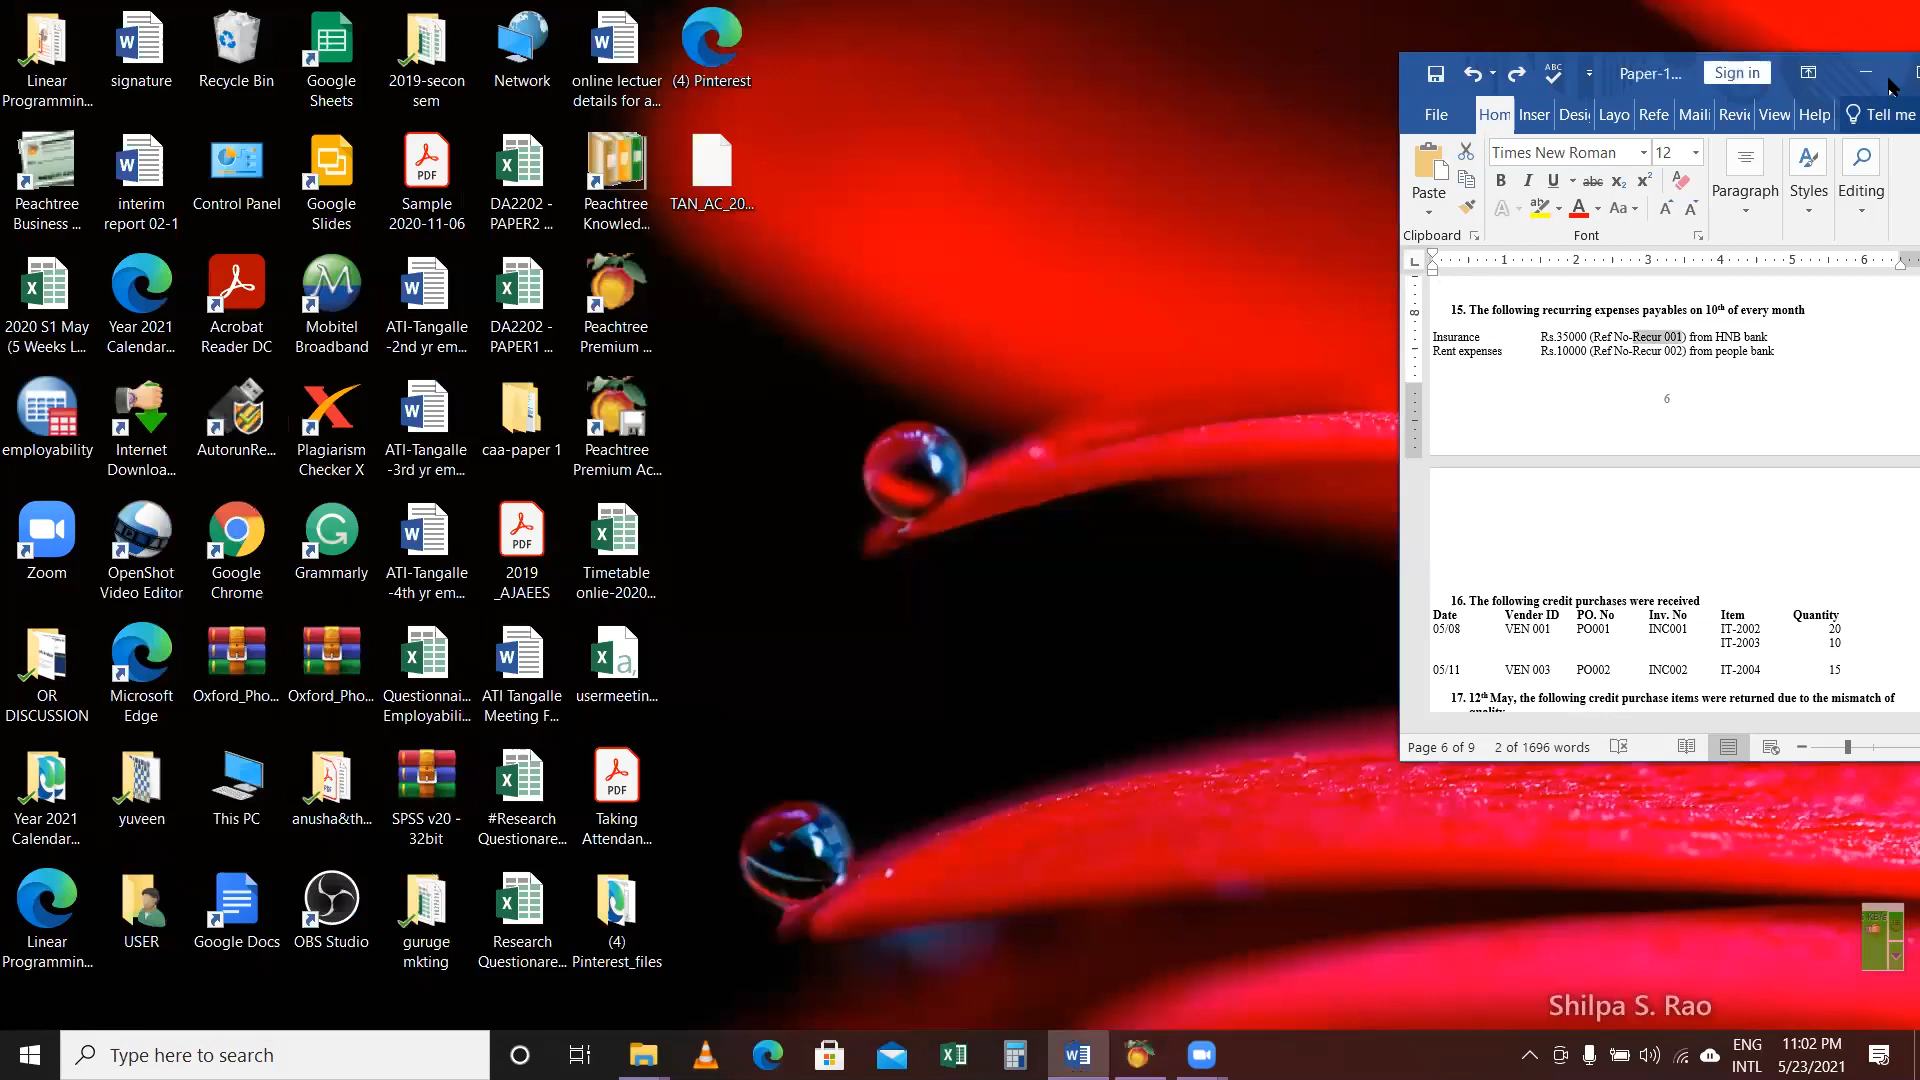 Linear
Programmin...
signature
Recycle Bin
Google
Sheets
2019-secon
sem
Network
online lectuer
details for a...
(4) Pinterest
Peachtree
Business ...
interim
report 02-1
Control Panel
Google
Slides
Sample
2020-11-06
DA2202 -
PAPER2 ...
Peachtree
Knowled...
TAN_AC_20...
2020 S1 May
(5 Weeks L...
Year 2021
Calendar...
Acrobat
Reader DC
Mobitel
Broadband
ATI-Tangalle
-2nd yr em...
DA2202 -
PAPER1 ...
Peachtree
Premium ...
employability
Internet
Downloa...
AutorunRe...
Plagiarism
Checker X
ATI-Tangalle
-3rd yr em...
caa-paper 1
Peachtree
Premium Ac...
Zoom
OpenShot
Video Editor
Google
Chrome
Grammarly
ATI-Tangalle
-4th yr em...
2019
_AJAEES
Timetable
onlie-2020...
OR
DISCUSSION
Microsoft
Edge
Oxford_Pho...
Oxford_Pho...
Questionnai...
Employabili...
ATI Tangalle
Meeting F...
usermeetin...
Year 2021
Calendar...
yuveen
This PC
anusha&th...
SPSS v20 -
32bit
#Research
Questionare...
Taking
Attendan...
Linear
Programmin...
USER
Google Docs
OBS Studio
guruge
mkting
Research
Questionare...
(4)
Pinterest_files
Paper-1...
Sign in
File Hom Inser Desi Layo Refe Maili Revie View Help Tell me
Paste
Times New Roman 12
Paragraph
Styles
Editing
Clipboard
Font
1 2 3 4 5 6
8
15. The following recurring expenses payables on 10th of every month
Insurance Rs.35000 (Ref No-Recur 001) from HNB bank
Rent expenses Rs.10000 (Ref No-Recur 002) from people bank
6
16. The following credit purchases were received
Date Vender ID PO. No Inv. No Item Quantity
05/08 VEN 001 PO001 INC001 IT-2002 20
IT-2003 10
05/11 VEN 003 PO002 INC002 IT-2004 15
17. 12th May, the following credit purchase items were returned due to the mismatch of
quality
Page 6 of 9 2 of 1696 words
Shilpa S. Rao
Type here to search
ENG
INTL
11:02 PM
5/23/2021